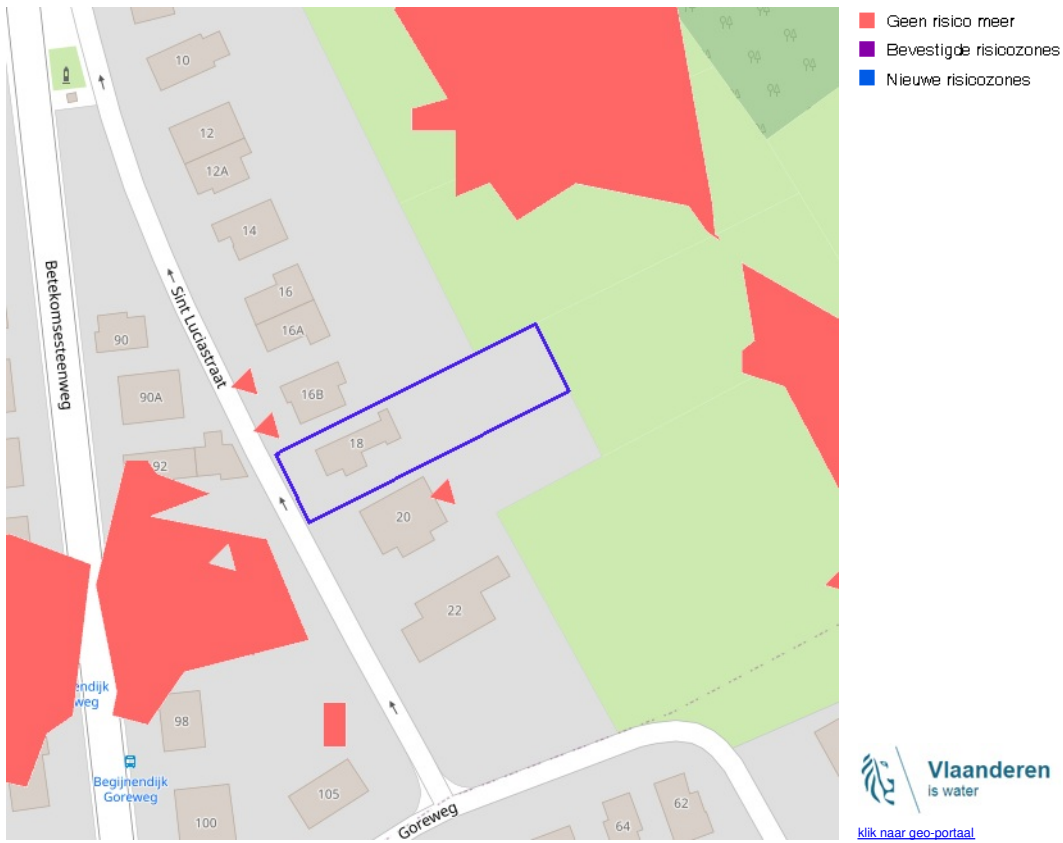 Geen risico meer
Bevestigde risicozones
Nieuwe risicozones
10
12
12A
14
16
16A
16B
18
20
22
90
90A
92
98
100
105
64
62
Betekomsesteenweg
Sint Luciastraat
Goreweg
endijk
weg
Begijnendijk
Goreweg
Vlaanderen
is water
klik naar geo-portaal